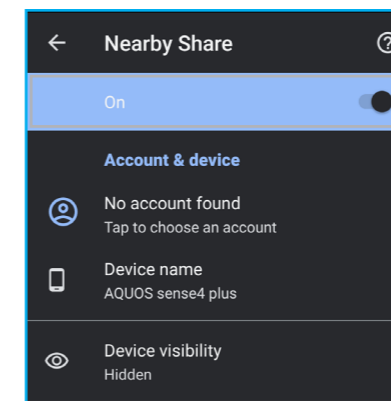 Nearby Share
On
Account & device
No account found
Tap to choose an account
Device name
AQUOS sense4 plus
Device visibility
Hidden